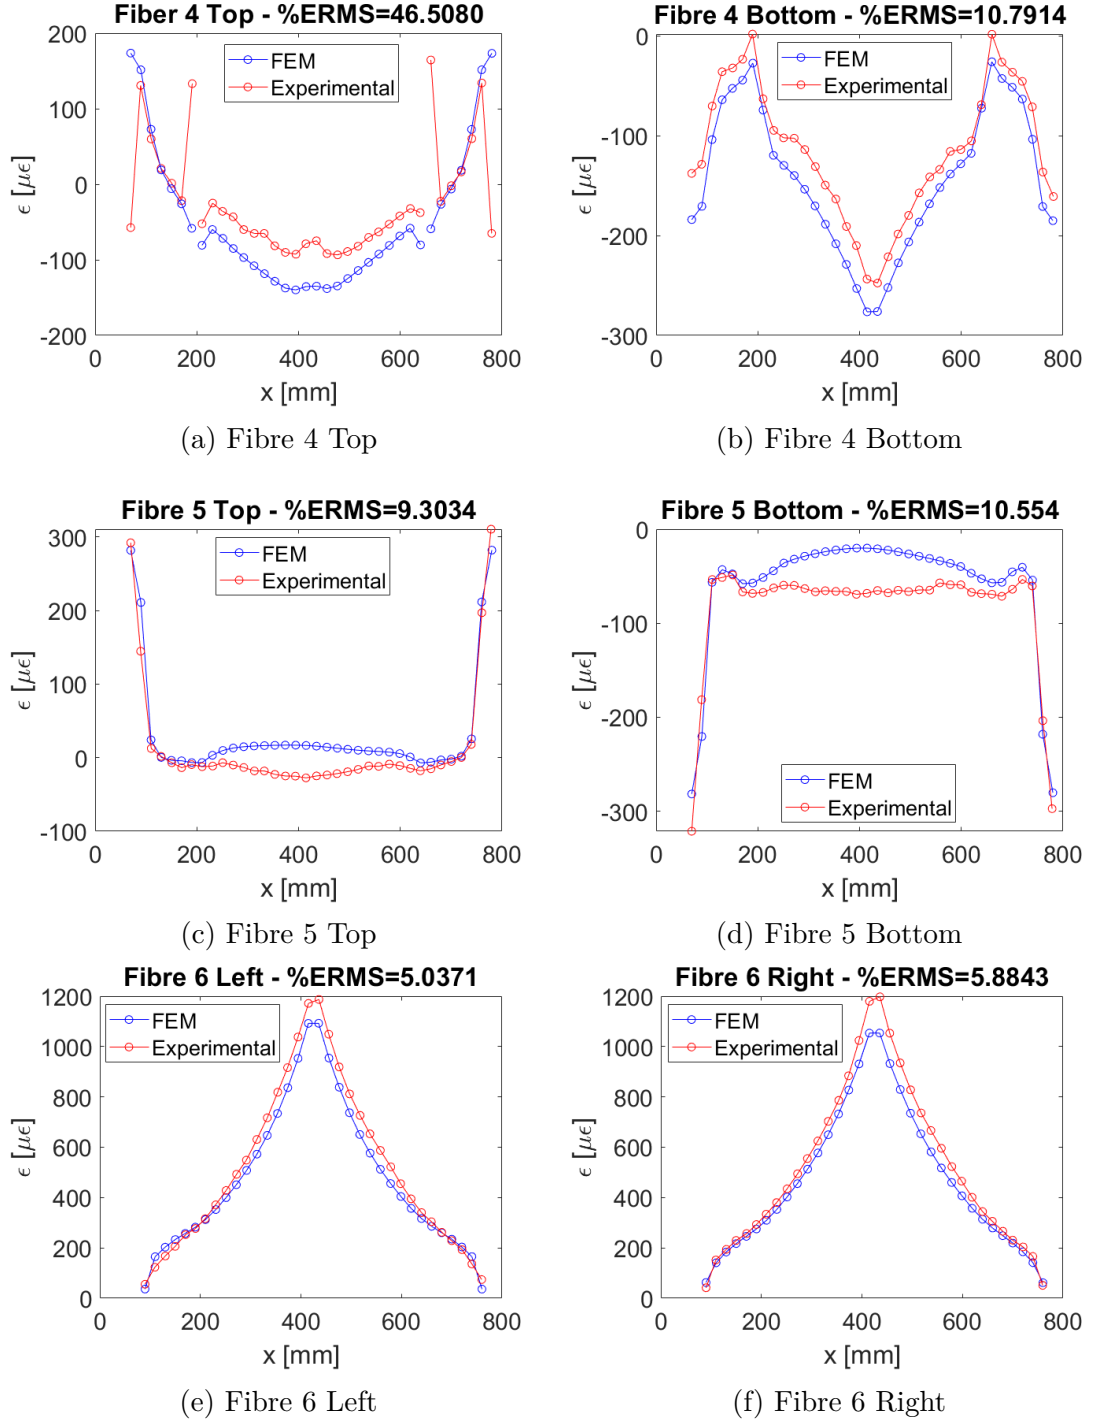 Fiber 4 Top - %ERMS=46.5080
200
100
0
-100
-200
ϵ [μϵ]
FEM
Experimental
0 200 400 600 800
x [mm]
(a) Fibre 4 Top
Fibre 4 Bottom - %ERMS=10.7914
0
-100
-200
-300
ϵ [μϵ]
FEM
Experimental
0 200 400 600 800
x [mm]
(b) Fibre 4 Bottom
Fibre 5 Top - %ERMS=9.3034
300
200
100
0
-100
ϵ [μϵ]
FEM
Experimental
0 200 400 600 800
x [mm]
(c) Fibre 5 Top
Fibre 5 Bottom - %ERMS=10.554
0
-100
-200
-300
ϵ [μϵ]
FEM
Experimental
0 200 400 600 800
x [mm]
(d) Fibre 5 Bottom
Fibre 6 Left - %ERMS=5.0371
1200
1000
800
600
400
200
0
ϵ [μϵ]
FEM
Experimental
0 200 400 600 800
x [mm]
(e) Fibre 6 Left
Fibre 6 Right - %ERMS=5.8843
1200
1000
800
600
400
200
0
ϵ [μϵ]
FEM
Experimental
0 200 400 600 800
x [mm]
(f) Fibre 6 Right